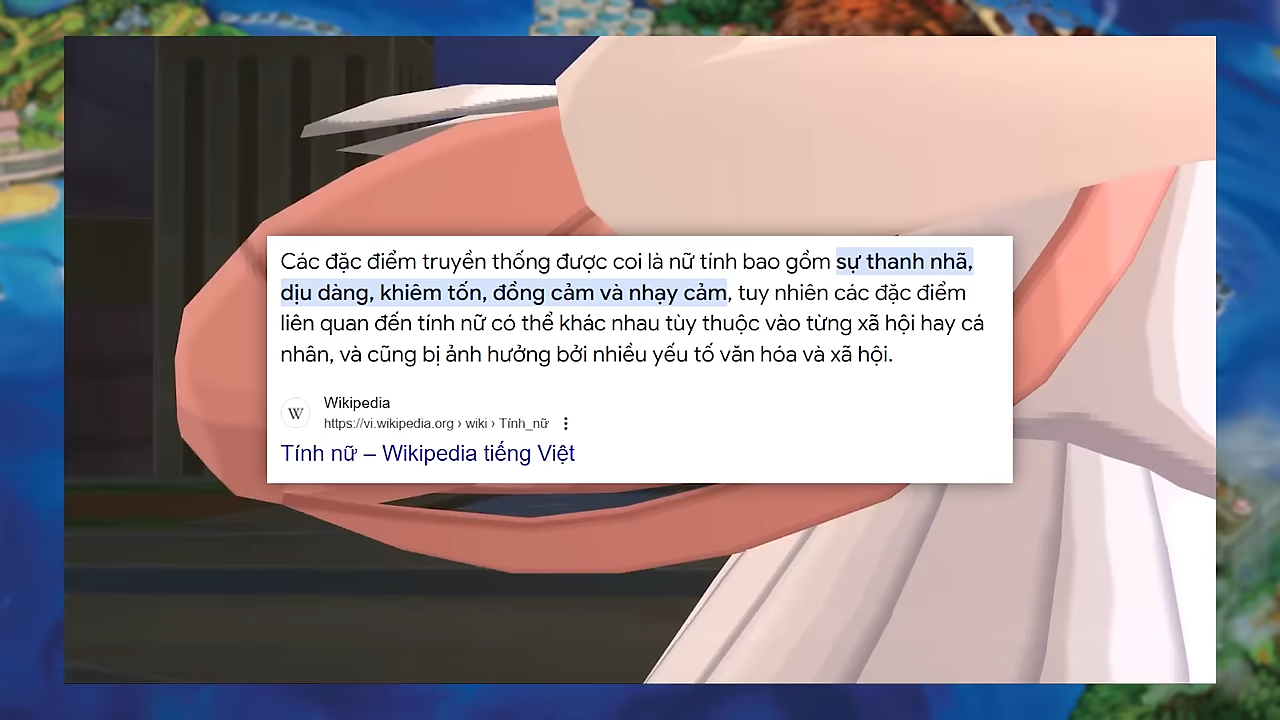 Các đặc điểm truyền thống được coi là nữ tính bao gồm sự thanh nhã,
dịu dàng, khiêm tốn, đồng cảm và nhạy cảm, tuy nhiên các đặc điểm
liên quan đến tính nữ có thể khác nhau tùy thuộc vào từng xã hội hay cá
nhân, và cũng bị ảnh hưởng bởi nhiều yếu tố văn hóa và xã hội.
W
Wikipedia
https://vi.wikipedia.org › wiki › Tính_nữ
Tính nữ – Wikipedia tiếng Việt